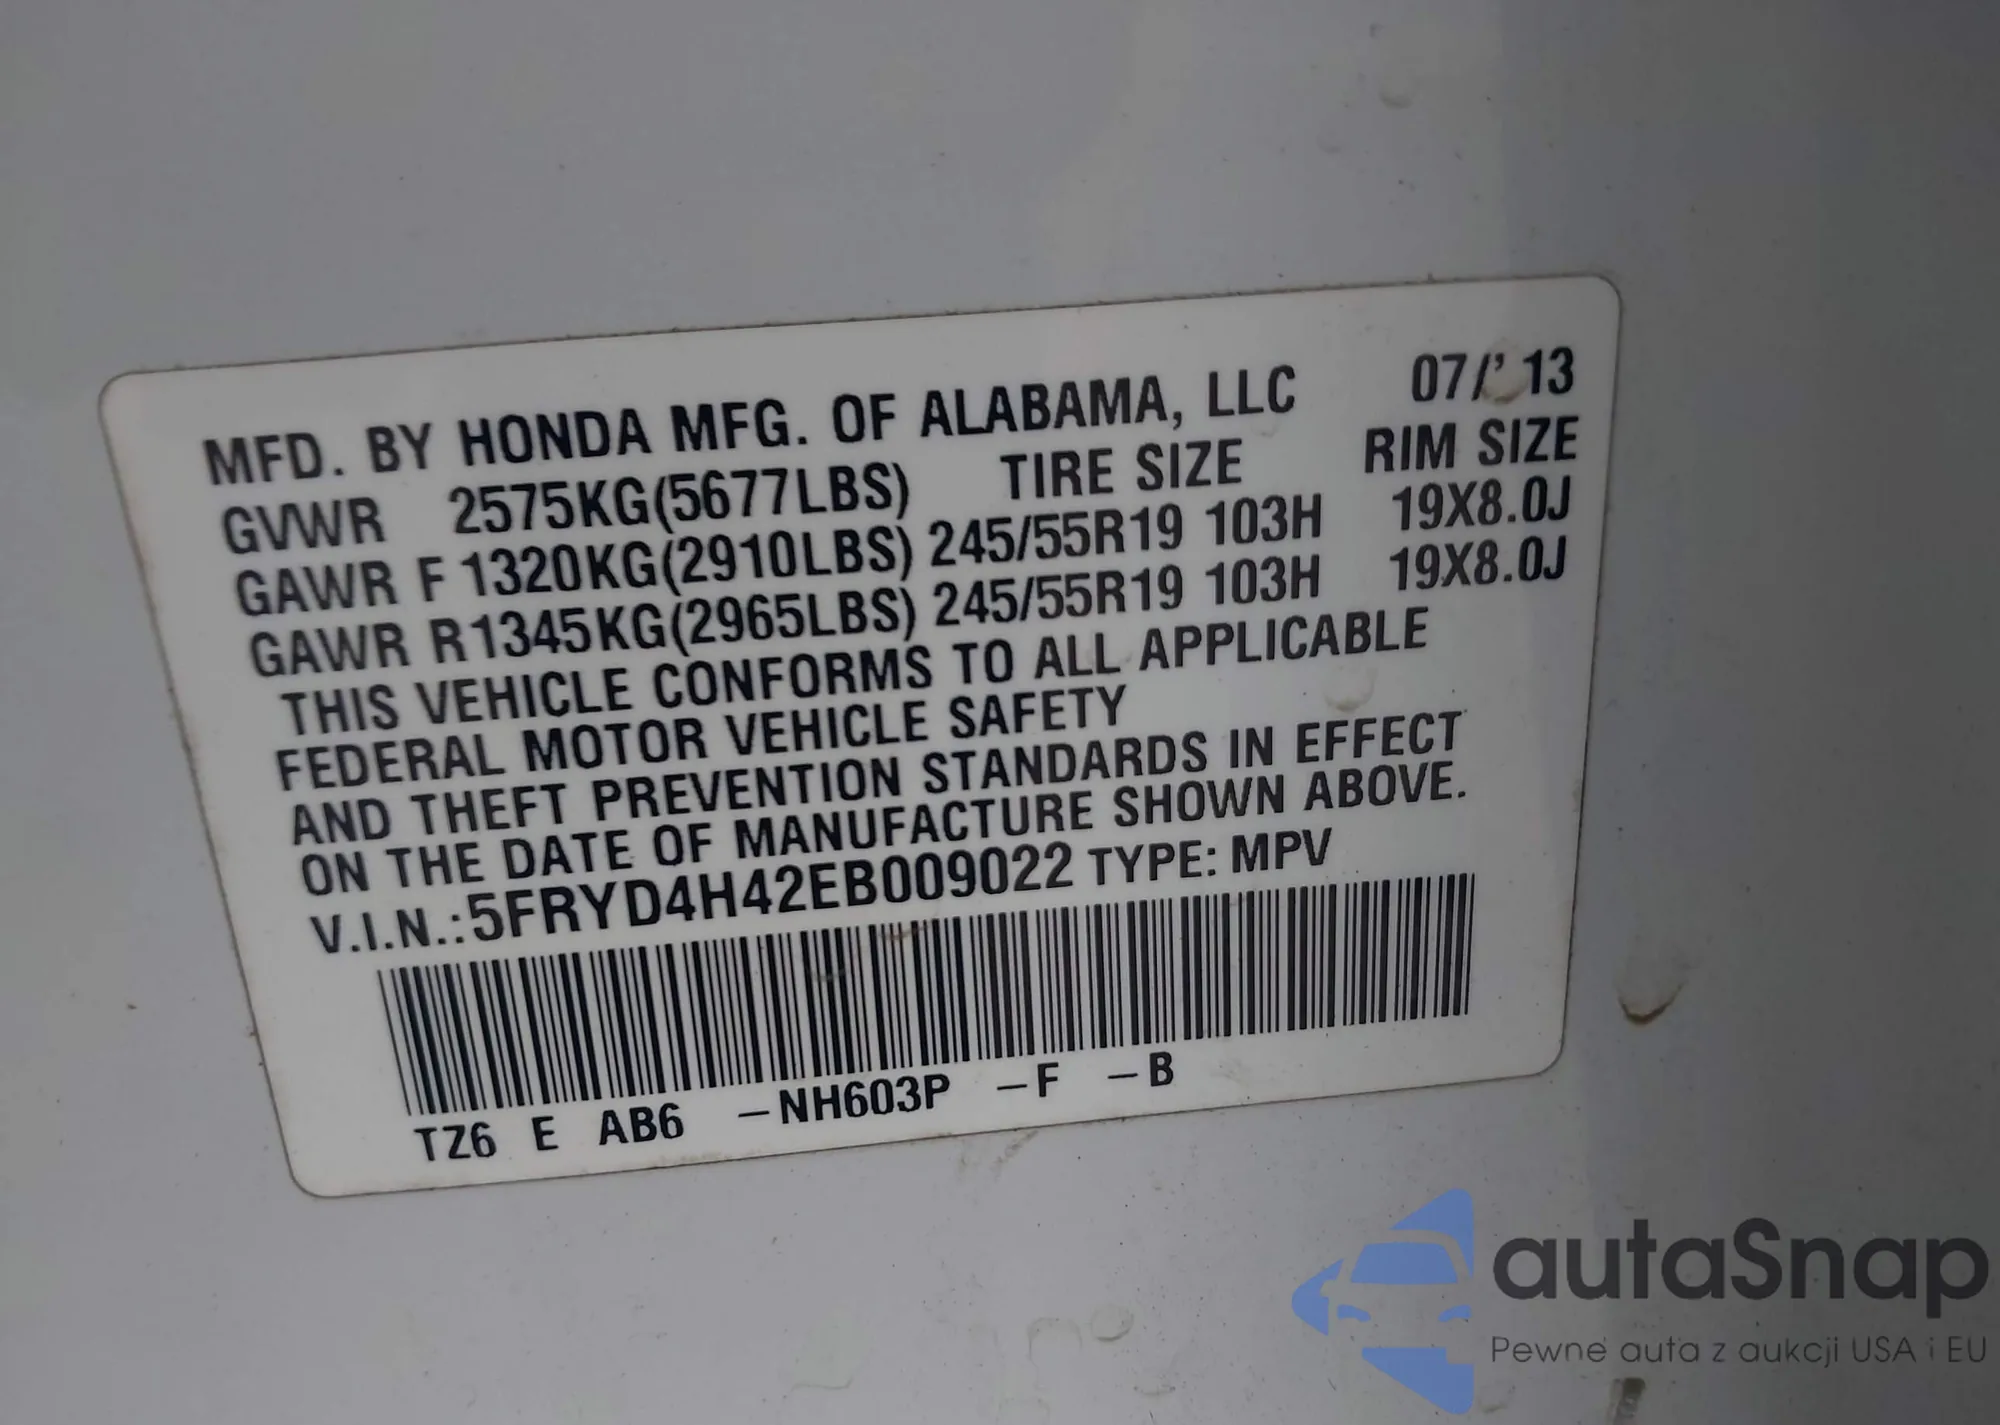 MFD. BY HONDA MFG. OF ALABAMA, LLC 07/'13
GVWR 2575KG(5677LBS) TIRE SIZE RIM SIZE
GAWR F 1320KG(2910LBS) 245/55R19 103H 19X8.0J
GAWR R1345KG(2965LBS) 245/55R19 103H 19X8.0J
THIS VEHICLE CONFORMS TO ALL APPLICABLE
FEDERAL MOTOR VEHICLE SAFETY
AND THEFT PREVENTION STANDARDS IN EFFECT
ON THE DATE OF MANUFACTURE SHOWN ABOVE.
V.I.N.:5FRYD4H42EB009022 TYPE: MPV
TZ6 E AB6 –NH603P –F –B
autaSnap
Pewne auta z aukcji USA i EU